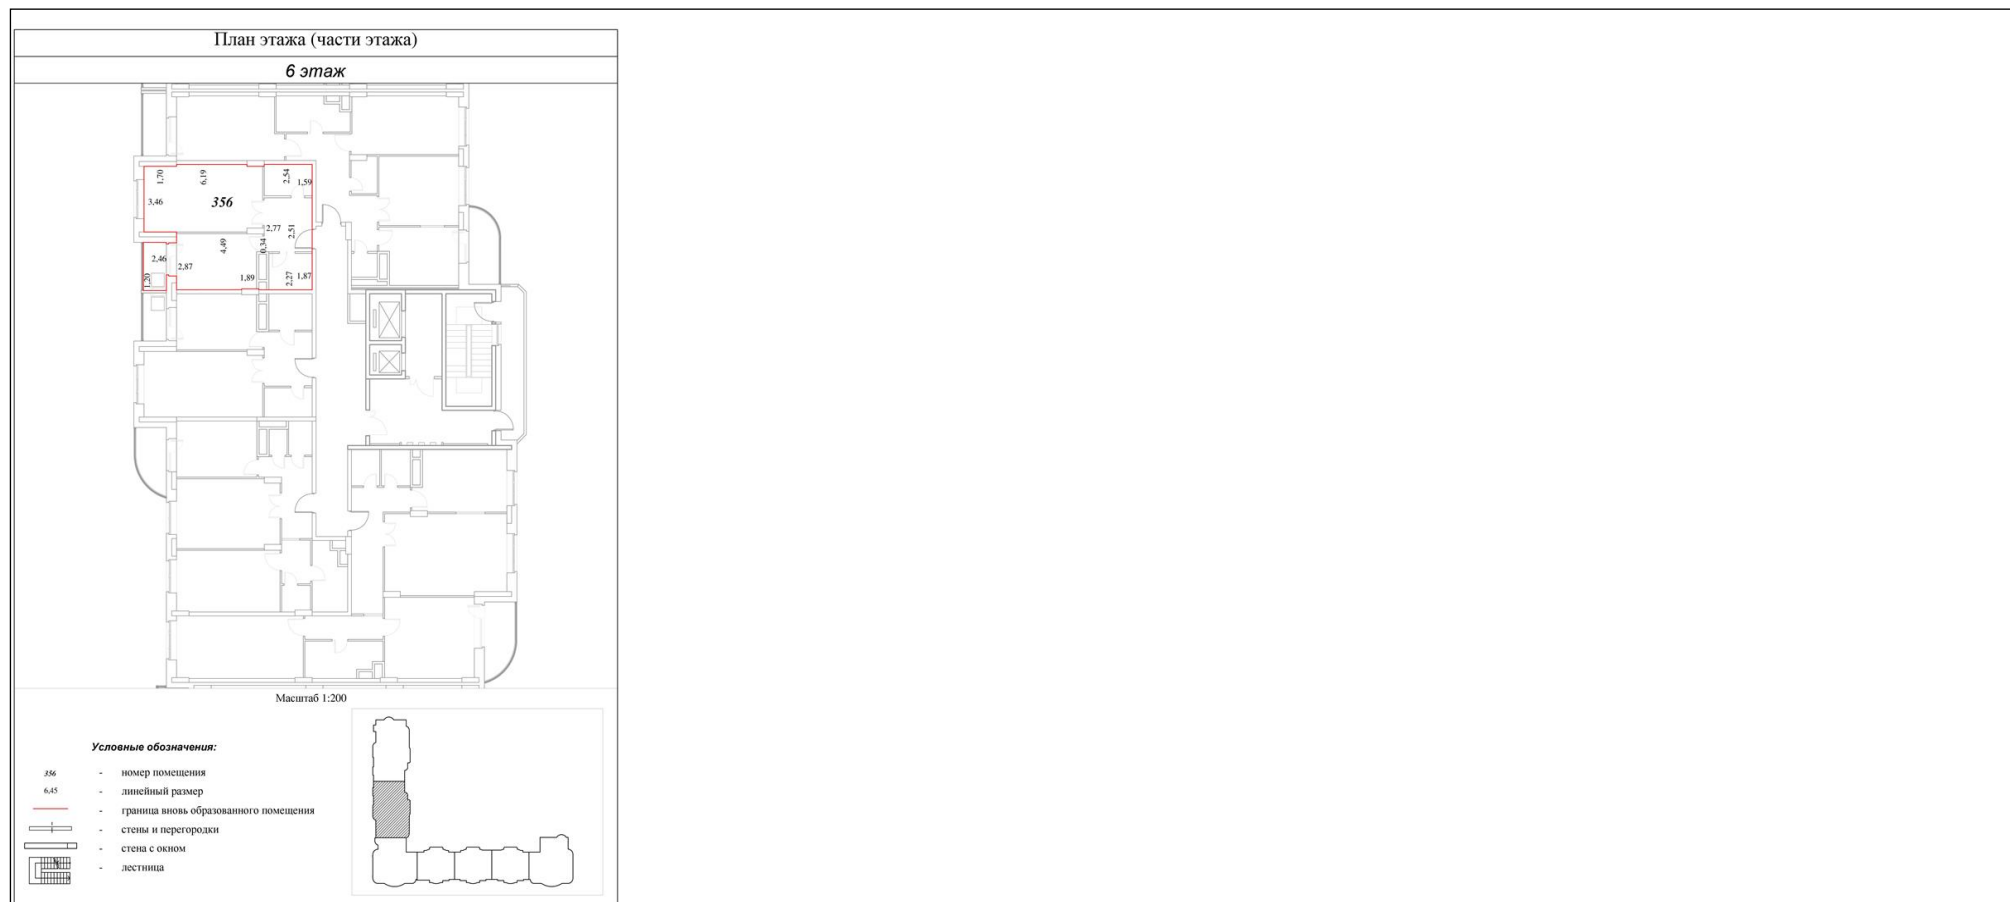 План этажа (части этажа)
6 этаж
1,70
6,19
2,54
1,59
3,46
356
2,77
2,51
4,49
0,34
2,46
2,87
1,20
1,89
2,27
1,87
Масштаб 1:200
Условные обозначения:
356 - номер помещения
6,45 - линейный размер
- граница вновь образованного помещения
- стены и перегородки
- стена с окном
- лестница